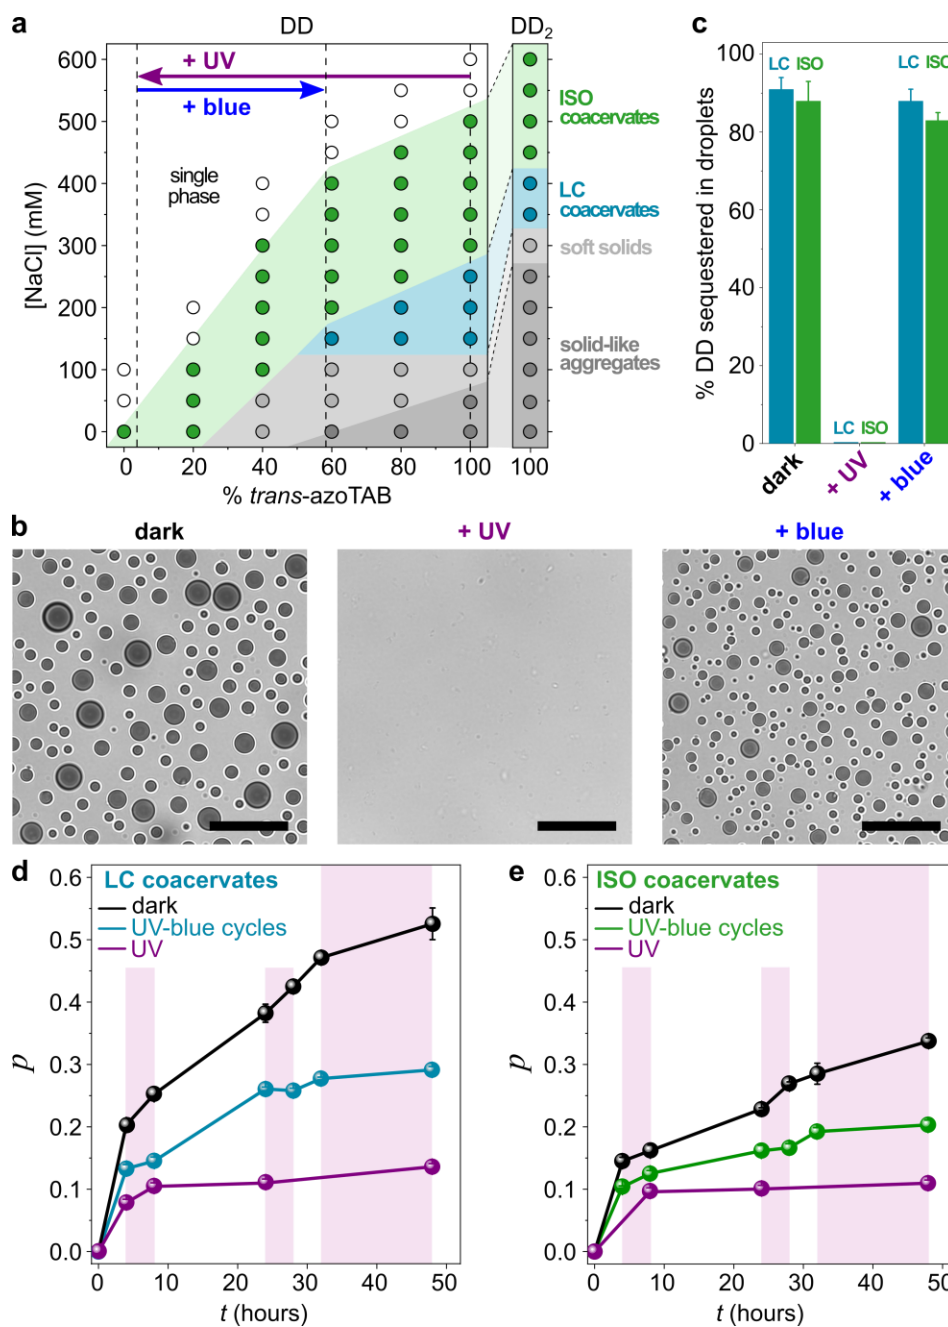 a
DD
DD2
+ UV
+ blue
single
phase
ISO
coacervates
LC
coacervates
soft solids
solid-like
aggregates
[NaCl] (mM)
600
500
400
300
200
100
0
0 20 40 60 80 100
100
% trans-azoTAB
c
% DD sequestered in droplets
100
80
60
40
20
0
LC ISO
LC ISO
LC ISO
dark
+ UV
+ blue
b
dark
+ UV
+ blue
d
LC coacervates
dark
UV-blue cycles
UV
p
0.6
0.5
0.4
0.3
0.2
0.1
0.0
0 10 20 30 40 50
t (hours)
e
ISO coacervates
dark
UV-blue cycles
UV
p
0.6
0.5
0.4
0.3
0.2
0.1
0.0
0 10 20 30 40 50
t (hours)